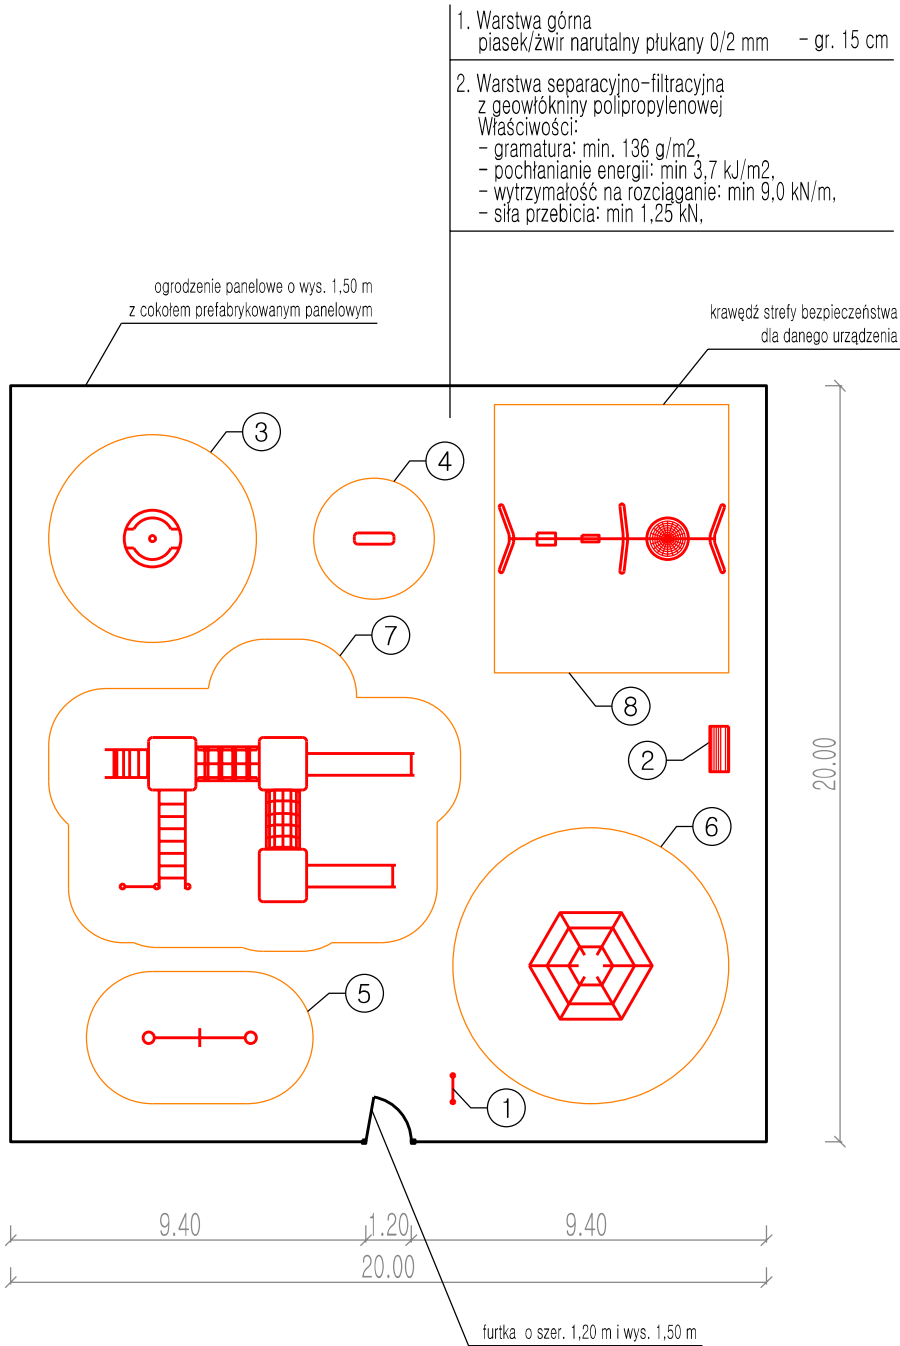 1. Warstwa górna
piasek/żwir narutalny płukany 0/2 mm - gr. 15 cm
2. Warstwa separacyjno-filtracyjna
z geowłókniny polipropylenowej
Właściwości:
- gramatura: min. 136 g/m2,
- pochłanianie energii: min 3,7 kJ/m2,
- wytrzymałość na rozciąganie: min 9,0 kN/m,
- siła przebicia: min 1,25 kN,
ogrodzenie panelowe o wys. 1,50 m
z cokołem prefabrykowanym panelowym
krawędź strefy bezpieczeństwa
dla danego urządzenia
3
4
7
8
2
6
5
1
20.00
9.40
1.20
9.40
20.00
furtka o szer. 1,20 m i wys. 1,50 m